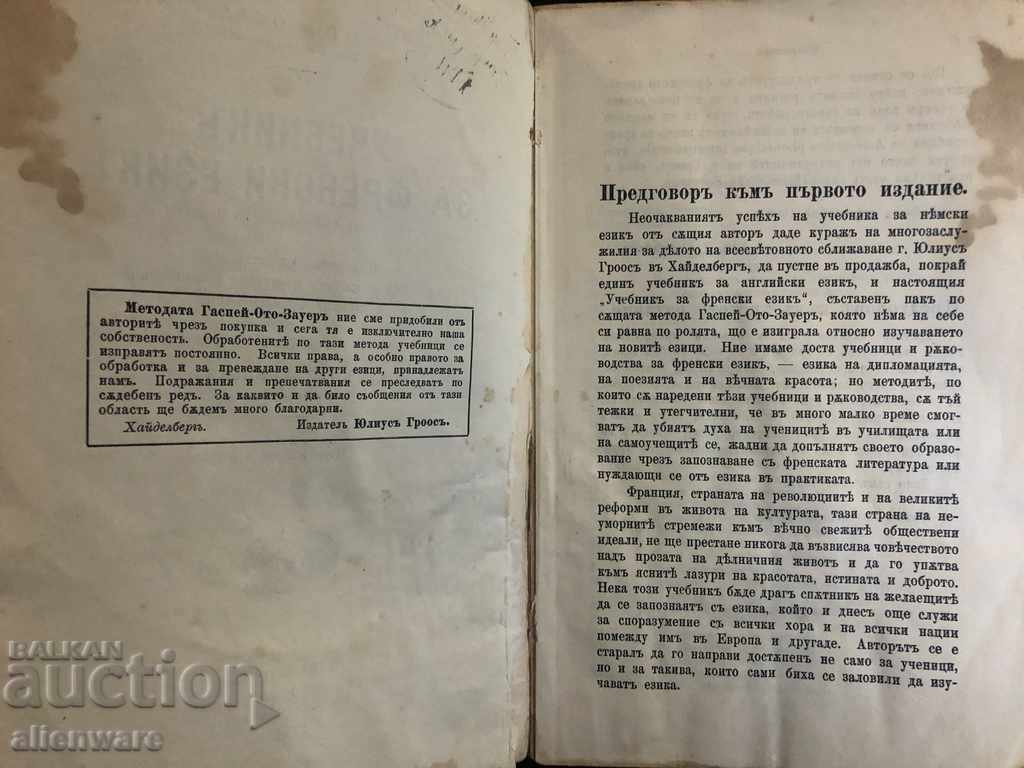 Методата Гаспей-Ото-Зауеръ ние сме придобили отъ
авторитѣ чрезъ покупка и сега тя е изключително наша
собственость. Обработенитѣ по тази метода учебници се
изправятъ постоянно. Всички права, а особно правото за
обработка и за превеждане на други езици, принадлежатъ
намъ. Подражания и препечатвания се преследватъ по
сѫдебенъ редъ. За каквито и да било съобщения отъ тази
область ще бѫдемъ много благодарни.
Хайделбергъ. Издатель Юлиусъ Гроосъ.
Предговоръ къмъ първото издание.
Неочакваниятъ успѣхъ на учебника за нѣмски
езикъ отъ сѫщия авторъ даде куражъ на многозаслу-
жилия за дѣлото на всесвѣтовното сближаване г. Юлиусъ
Гроосъ въ Хайделбергъ, да пустне въ продажба, покрай
единъ учебникъ за английски езикъ, и настоящия
„Учебникъ за френски езикъ“, съставенъ пакъ по
сѫщата метода Гаспей-Ото-Зауеръ, която нѣма на себе
си равна по ролята, що е изиграла относно изучаването
на новитѣ езици. Ние имаме доста учебници и рѫко-
водства за френски езикъ, — езика на дипломацията,
на поезията и на вѣчната красота; но методитѣ, по
които сѫ наредени тѣзи учебници и рѫководства, сѫ тъй
тежки и утегчителни, че въ много малко време смог-
ватъ да убиятъ духа на ученицитѣ въ училищата или
на самоучещитѣ се, жадни да допълнятъ своето образо-
вание чрезъ запознаване съ френската литература или
нуждающи се отъ езика въ практиката.
Франция, страната на революциитѣ и на великитѣ
реформи въ живота на културата, тази страна на не-
уморнитѣ стремежи къмъ вѣчно свежитѣ обществени
идеали, не ще престане никога да възвисява човѣчеството
надъ прозата на дѣлничния животъ и да го упѫтва
къмъ яснитѣ лазури на красотата, истината и доброто.
Нека този учебникъ бѫде драгъ спѫтникъ на желаещитѣ
да се запознаятъ съ езика, който и днесъ още служи
за споразумение съ всички хора и на всички нации
помежду имъ въ Европа и другаде. Авторътъ се е
старалъ да го направи достѫпенъ не само за ученици,
но и за такива, които сами биха се заловили да изу-
чаватъ езика.
BALKAN
auction
alienware